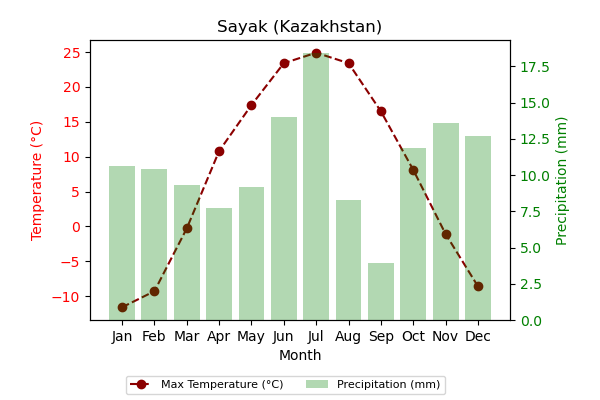 Sayak (Kazakhstan)
25
20
15
10
5
0
−5
−10
Temperature (°C)
17.5
15.0
12.5
10.0
7.5
5.0
2.5
0.0
Precipitation (mm)
Jan Feb Mar Apr May Jun Jul Aug Sep Oct Nov Dec
Month
Max Temperature (°C) Precipitation (mm)